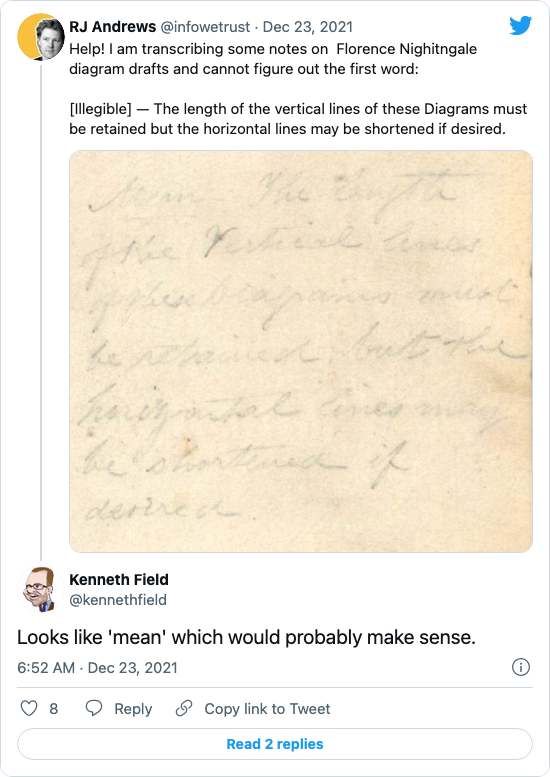 RJ Andrews @infowetrust · Dec 23, 2021
Help! I am transcribing some notes on Florence Nighitngale
diagram drafts and cannot figure out the first word:
[Illegible] — The length of the vertical lines of these Diagrams must
be retained but the horizontal lines may be shortened if desired.
The length
of the Vertical lines
of these Diagrams must
be retained but the
horizontal lines may
be shortened if
desired.
Kenneth Field
@kennethfield
Looks like 'mean' which would probably make sense.
6:52 AM · Dec 23, 2021
8 Reply Copy link to Tweet
Read 2 replies